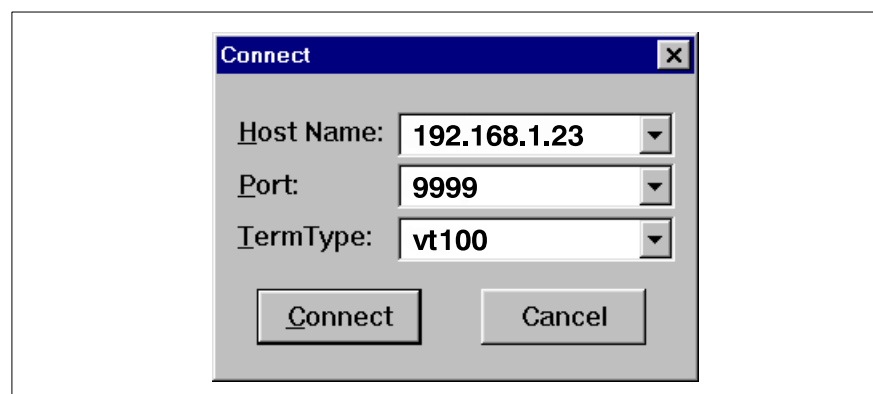 Connect
Host Name: 192.168.1.23
Port: 9999
TermType: vt100
Connect Cancel